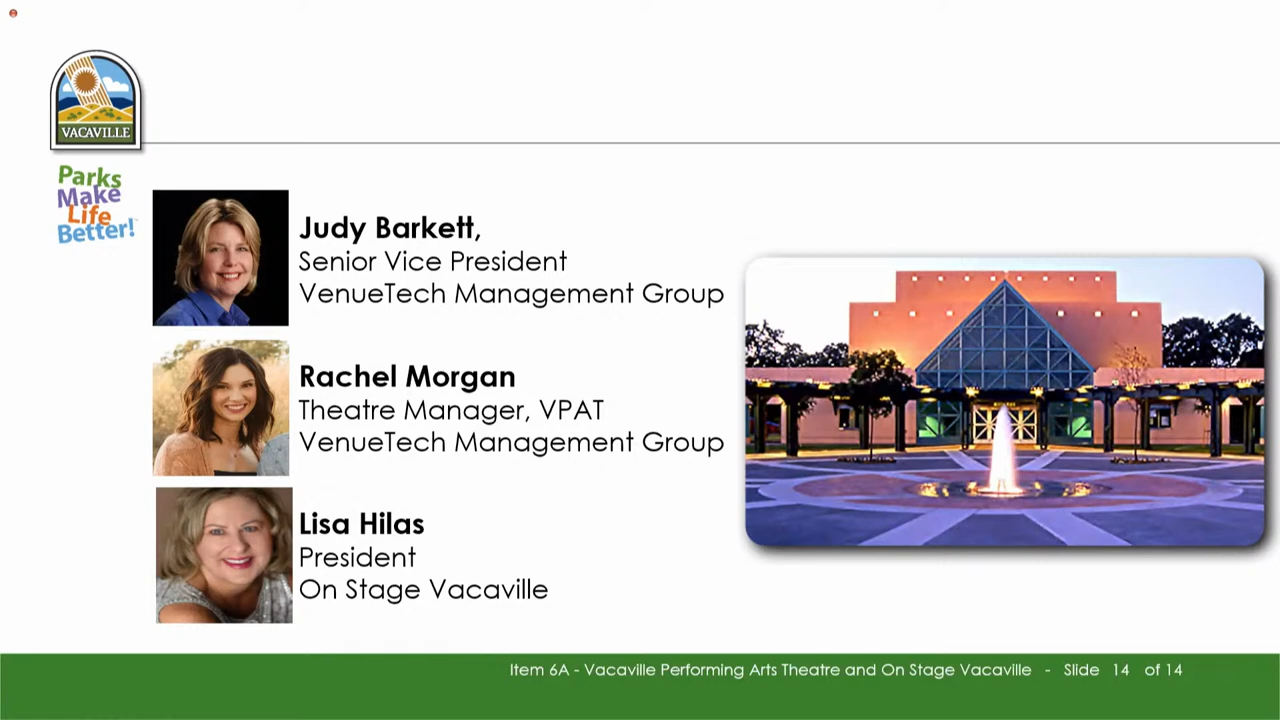 VACAVILLE
Parks
Make
Life
Better!
Judy Barkett,
Senior Vice President
VenueTech Management Group
Rachel Morgan
Theatre Manager, VPAT
VenueTech Management Group
Lisa Hilas
President
On Stage Vacaville
Item 6A - Vacaville Performing Arts Theatre and On Stage Vacaville - Slide 14 of 14